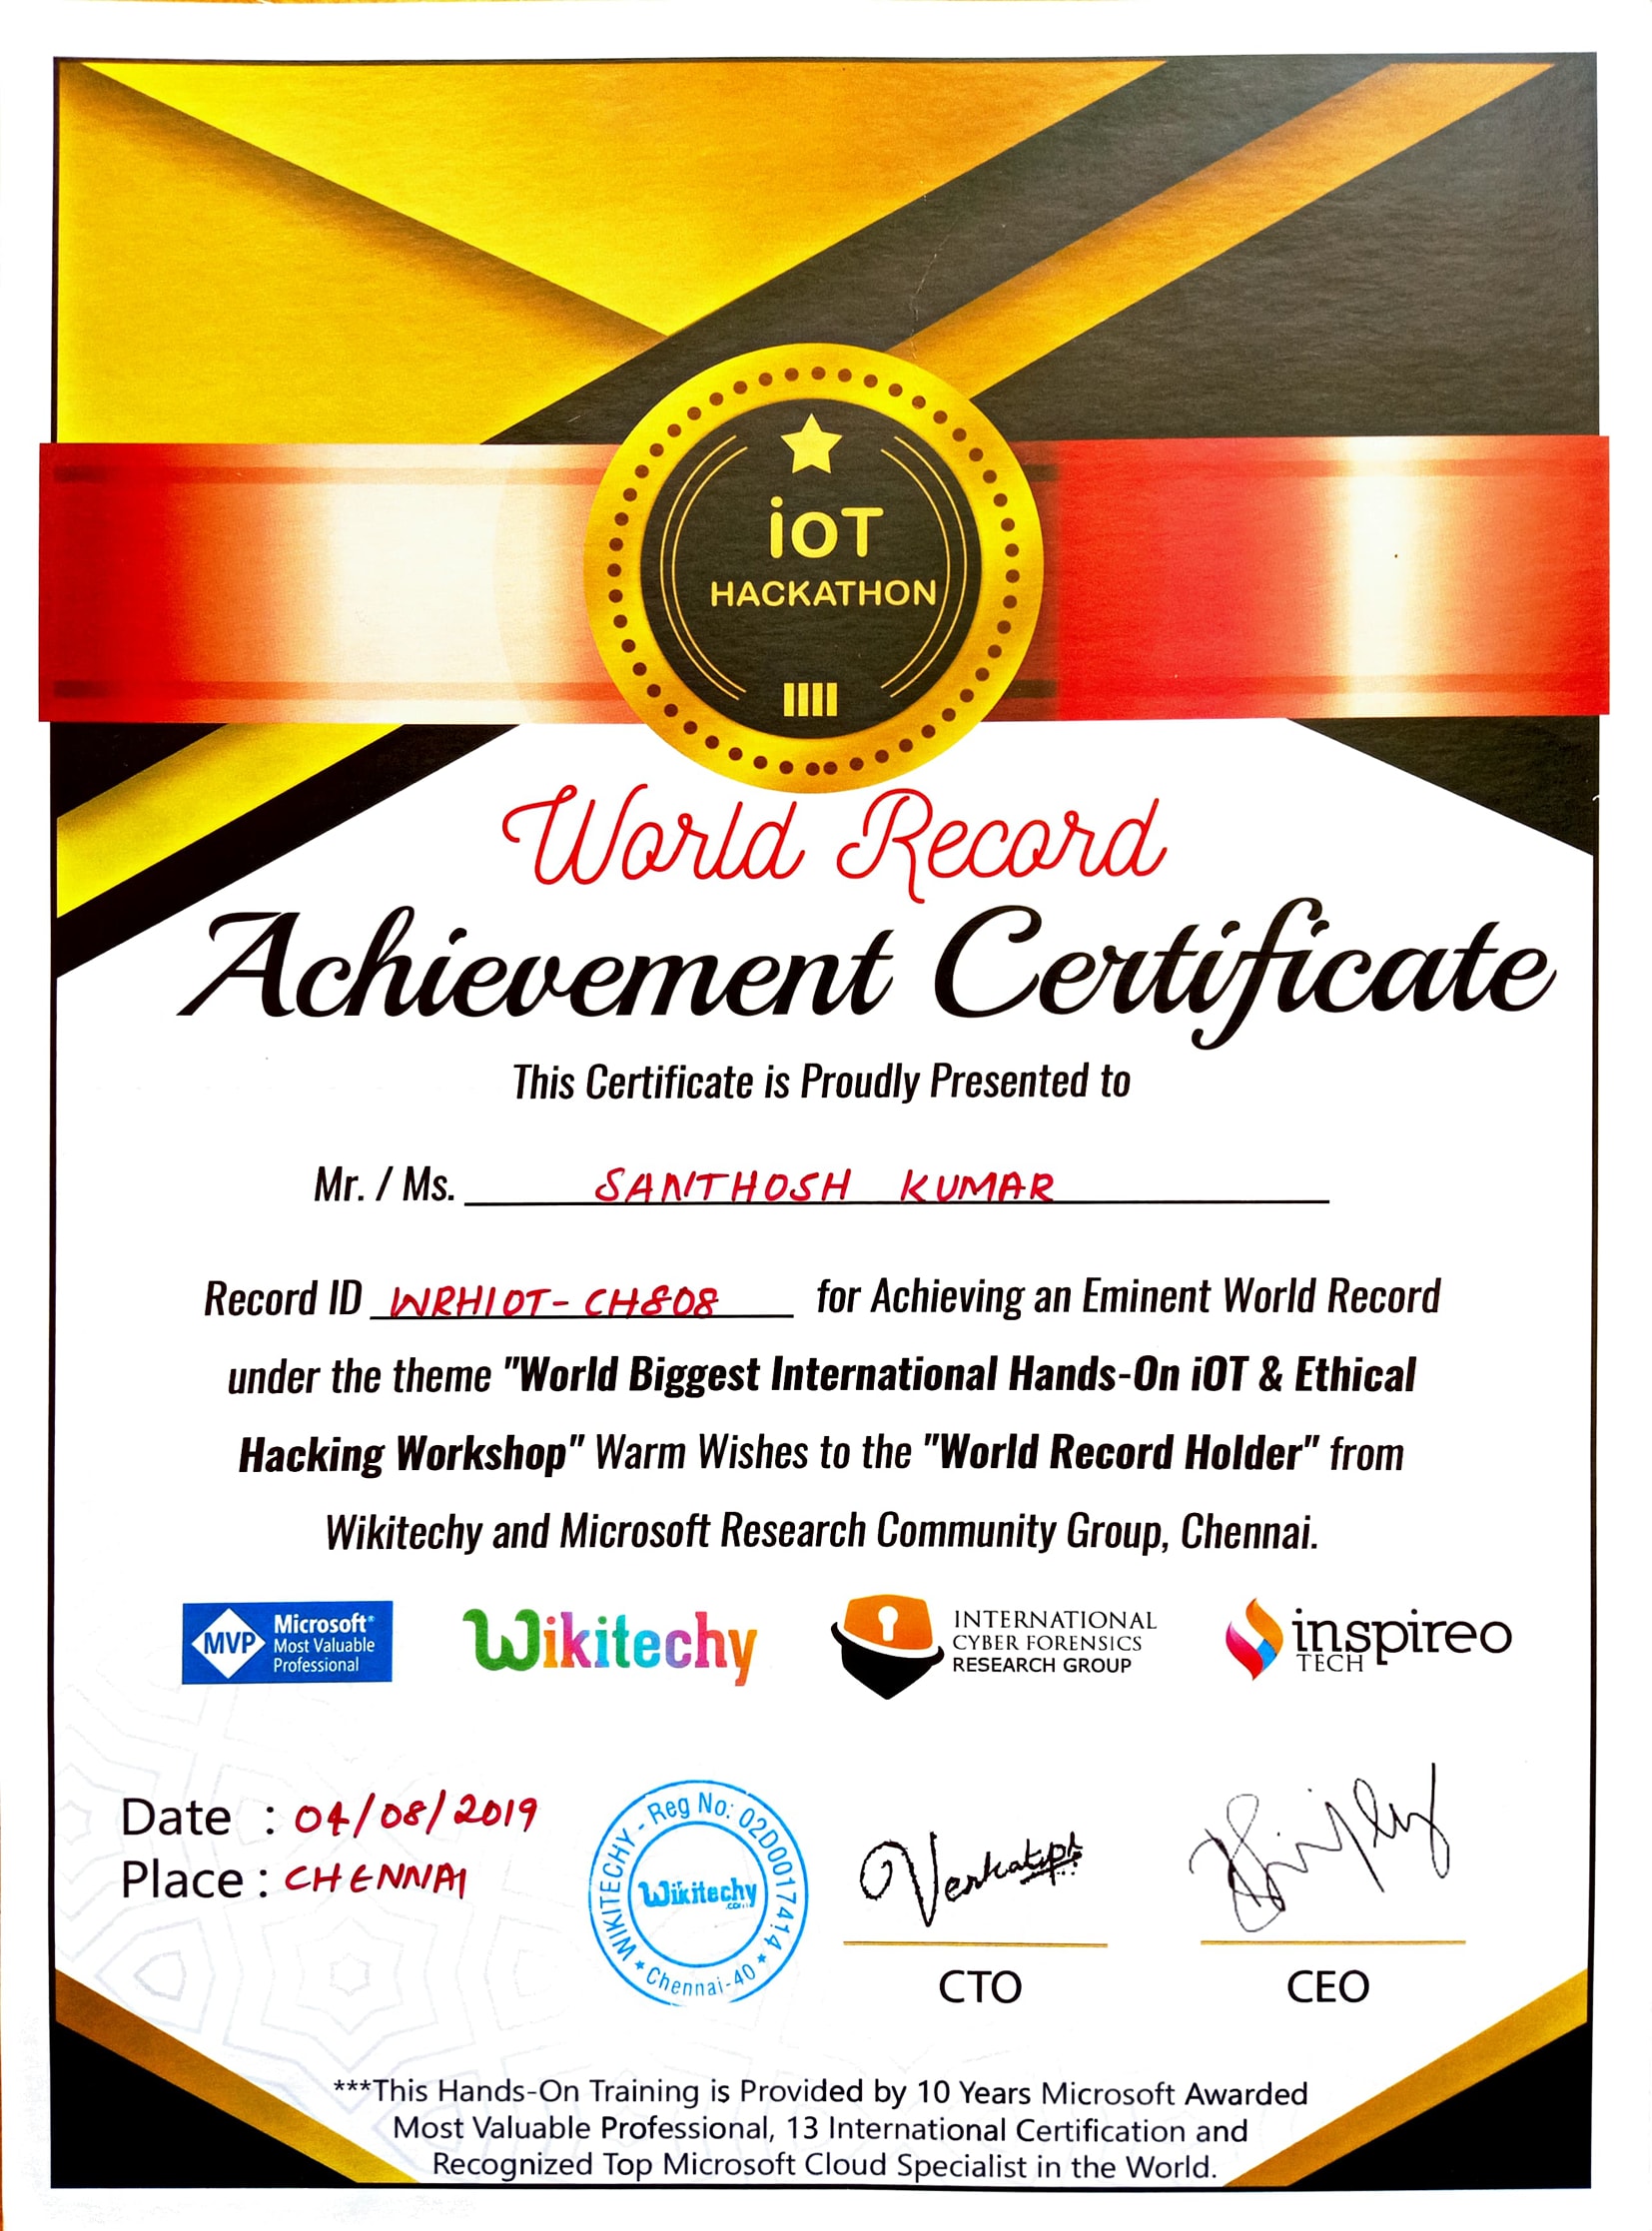 ioT
HACKATHON
World Record
Achievement Certificate
This Certificate is Proudly Presented to
Mr. / Ms. SANTHOSH KUMAR
Record ID WRHIOT-CH808 for Achieving an Eminent World Record
under the theme "World Biggest International Hands-On iOT & Ethical
Hacking Workshop" Warm Wishes to the "World Record Holder" from
Wikitechy and Microsoft Research Community Group, Chennai.
MVP
Microsoft®
Most Valuable
Professional
Wikitechy
INTERNATIONAL
CYBER FORENSICS
RESEARCH GROUP
inspireo
TECH
Date : 04/08/2019
Place : CHENNAI
WIKITECHY - Reg No: 02D0017414 * Chennai-40 *
Wikitechy
.com
CTO
CEO
***This Hands-On Training is Provided by 10 Years Microsoft Awarded
Most Valuable Professional, 13 International Certification and
Recognized Top Microsoft Cloud Specialist in the World.